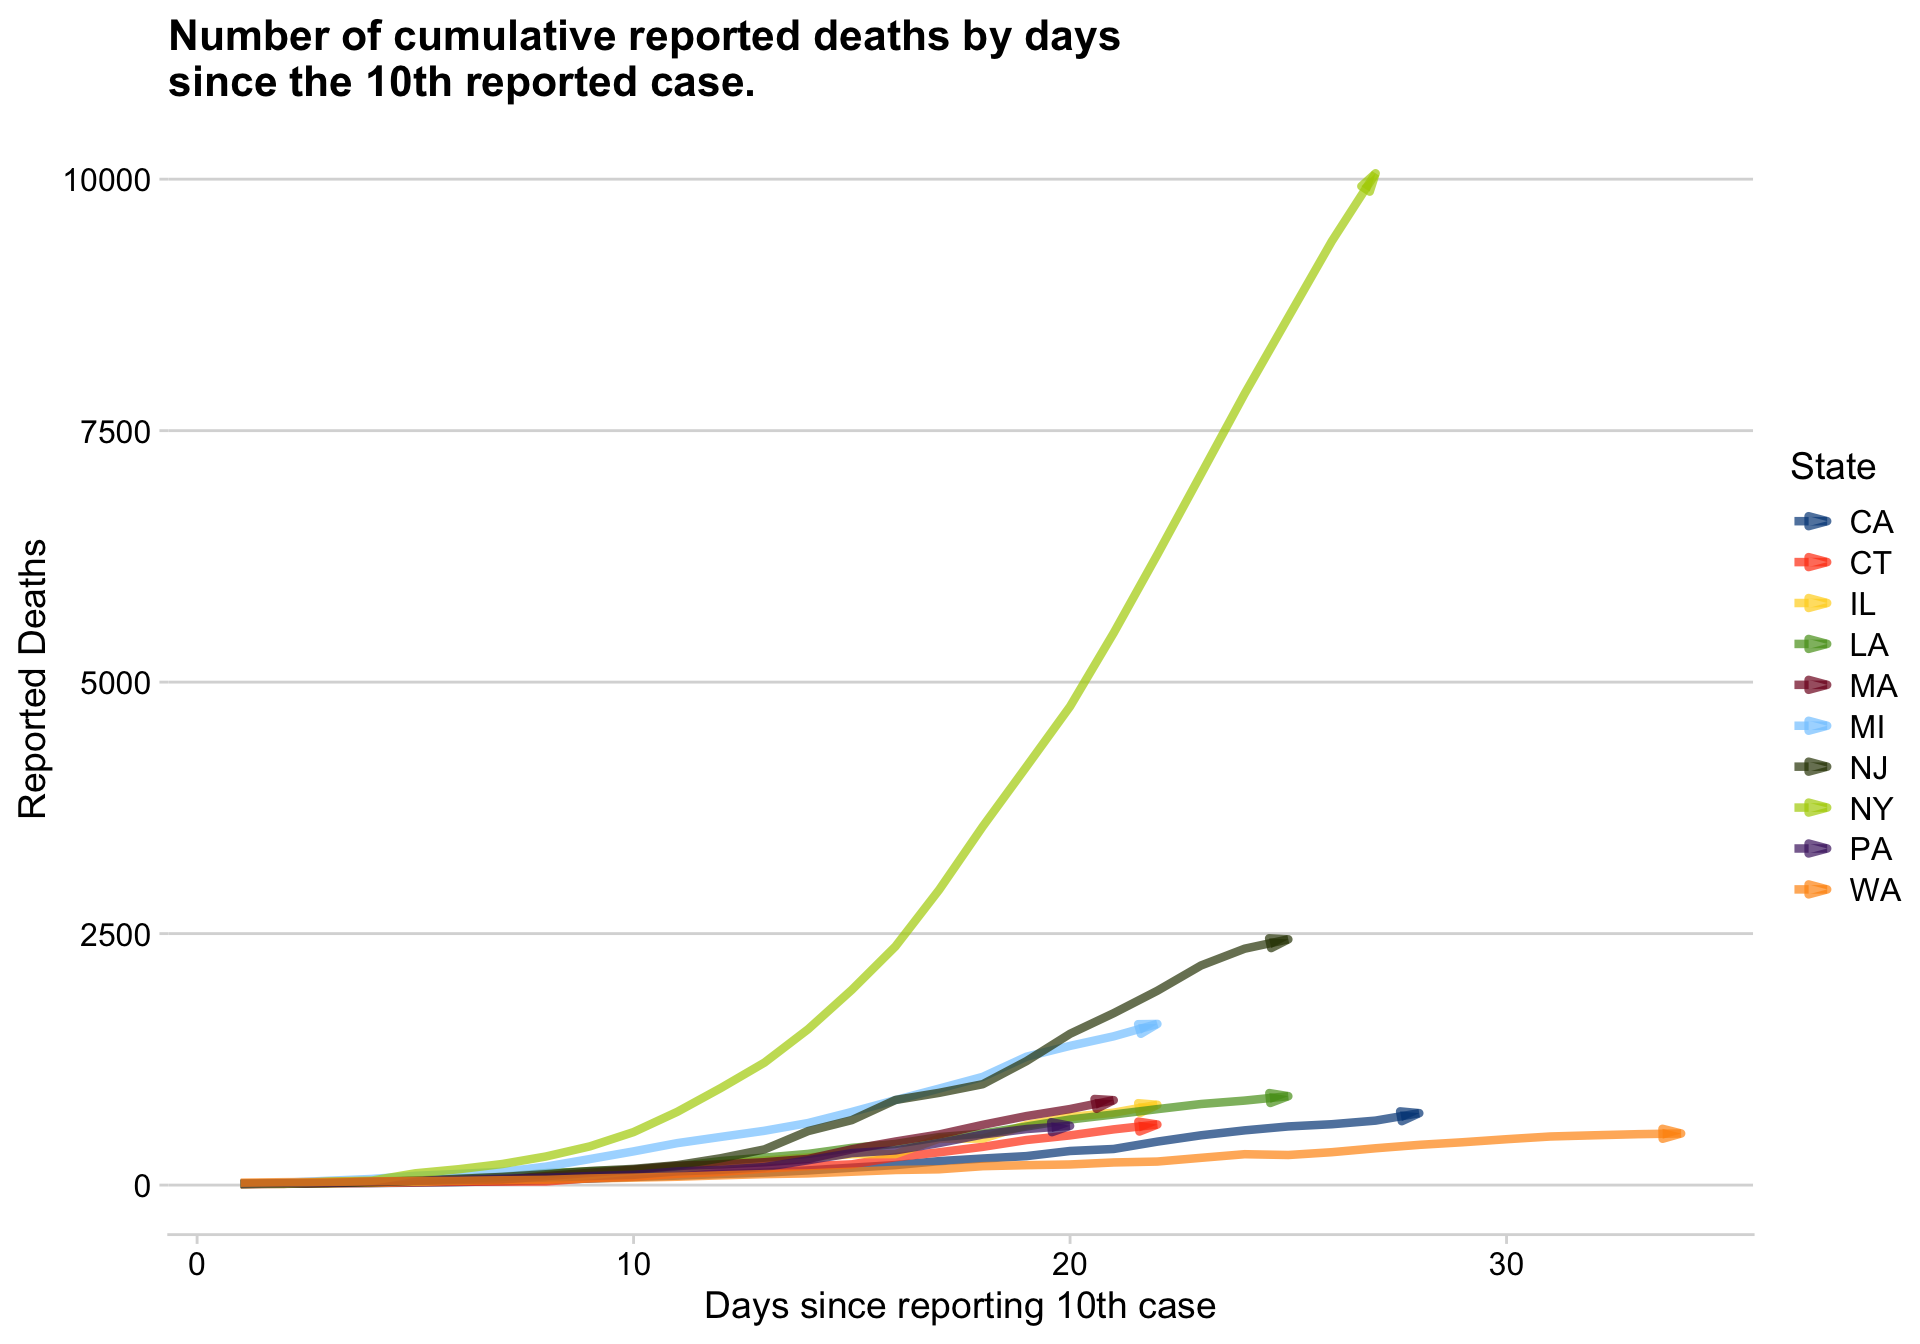 Number of cumulative reported deaths by days
since the 10th reported case.
10000
7500
5000
2500
0
Reported Deaths
0 10 20 30
Days since reporting 10th case
State
CA
CT
IL
LA
MA
MI
NJ
NY
PA
WA